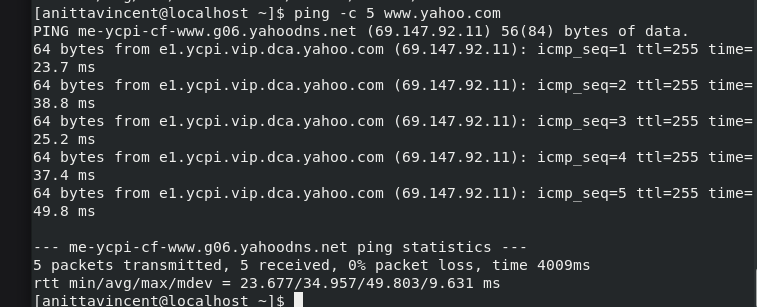 [anittavincent@localhost ~]$ ping -c 5 www.yahoo.com
PING me-ycpi-cf-www.g06.yahoodns.net (69.147.92.11) 56(84) bytes of data.
64 bytes from e1.ycpi.vip.dca.yahoo.com (69.147.92.11): icmp_seq=1 ttl=255 time=
23.7 ms
64 bytes from e1.ycpi.vip.dca.yahoo.com (69.147.92.11): icmp_seq=2 ttl=255 time=
38.8 ms
64 bytes from e1.ycpi.vip.dca.yahoo.com (69.147.92.11): icmp_seq=3 ttl=255 time=
25.2 ms
64 bytes from e1.ycpi.vip.dca.yahoo.com (69.147.92.11): icmp_seq=4 ttl=255 time=
37.4 ms
64 bytes from e1.ycpi.vip.dca.yahoo.com (69.147.92.11): icmp_seq=5 ttl=255 time=
49.8 ms
--- me-ycpi-cf-www.g06.yahoodns.net ping statistics ---
5 packets transmitted, 5 received, 0% packet loss, time 4009ms
rtt min/avg/max/mdev = 23.677/34.957/49.803/9.631 ms
[anittavincent@localhost ~]$